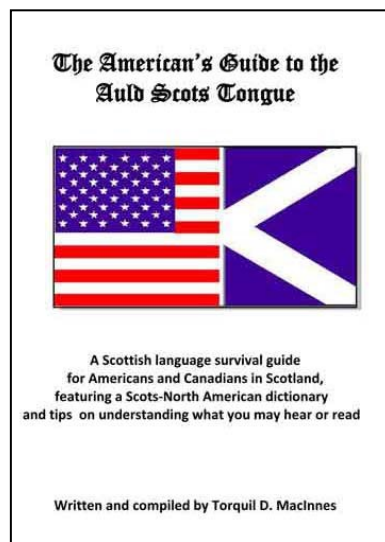 The American's Guide to the
Auld Scots Tongue
A Scottish language survival guide
for Americans and Canadians in Scotland,
featuring a Scots-North American dictionary
and tips on understanding what you may hear or read
Written and compiled by Torquil D. MacInnes